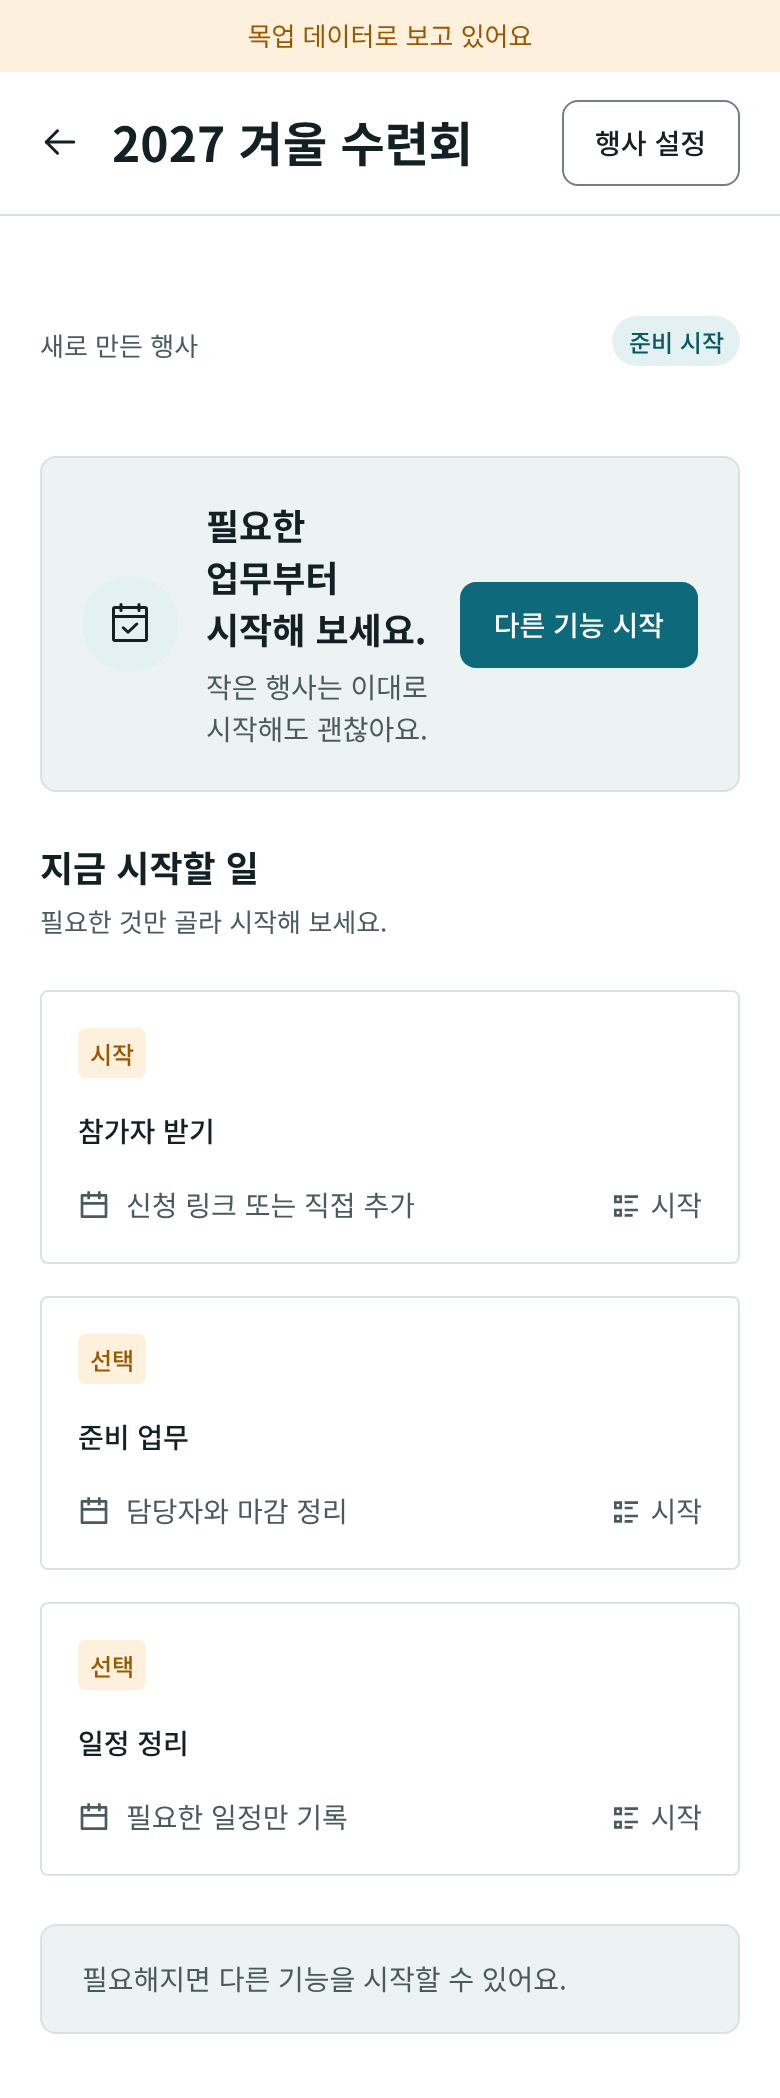 목업 데이터로 보고 있어요
2027 겨울 수련회
행사 설정
새로 만든 행사
준비 시작
필요한
업무부터
시작해 보세요.
작은 행사는 이대로
시작해도 괜찮아요.
다른 기능 시작
지금 시작할 일
필요한 것만 골라 시작해 보세요.
시작
참가자 받기
신청 링크 또는 직접 추가
시작
선택
준비 업무
담당자와 마감 정리
시작
선택
일정 정리
필요한 일정만 기록
시작
필요해지면 다른 기능을 시작할 수 있어요.